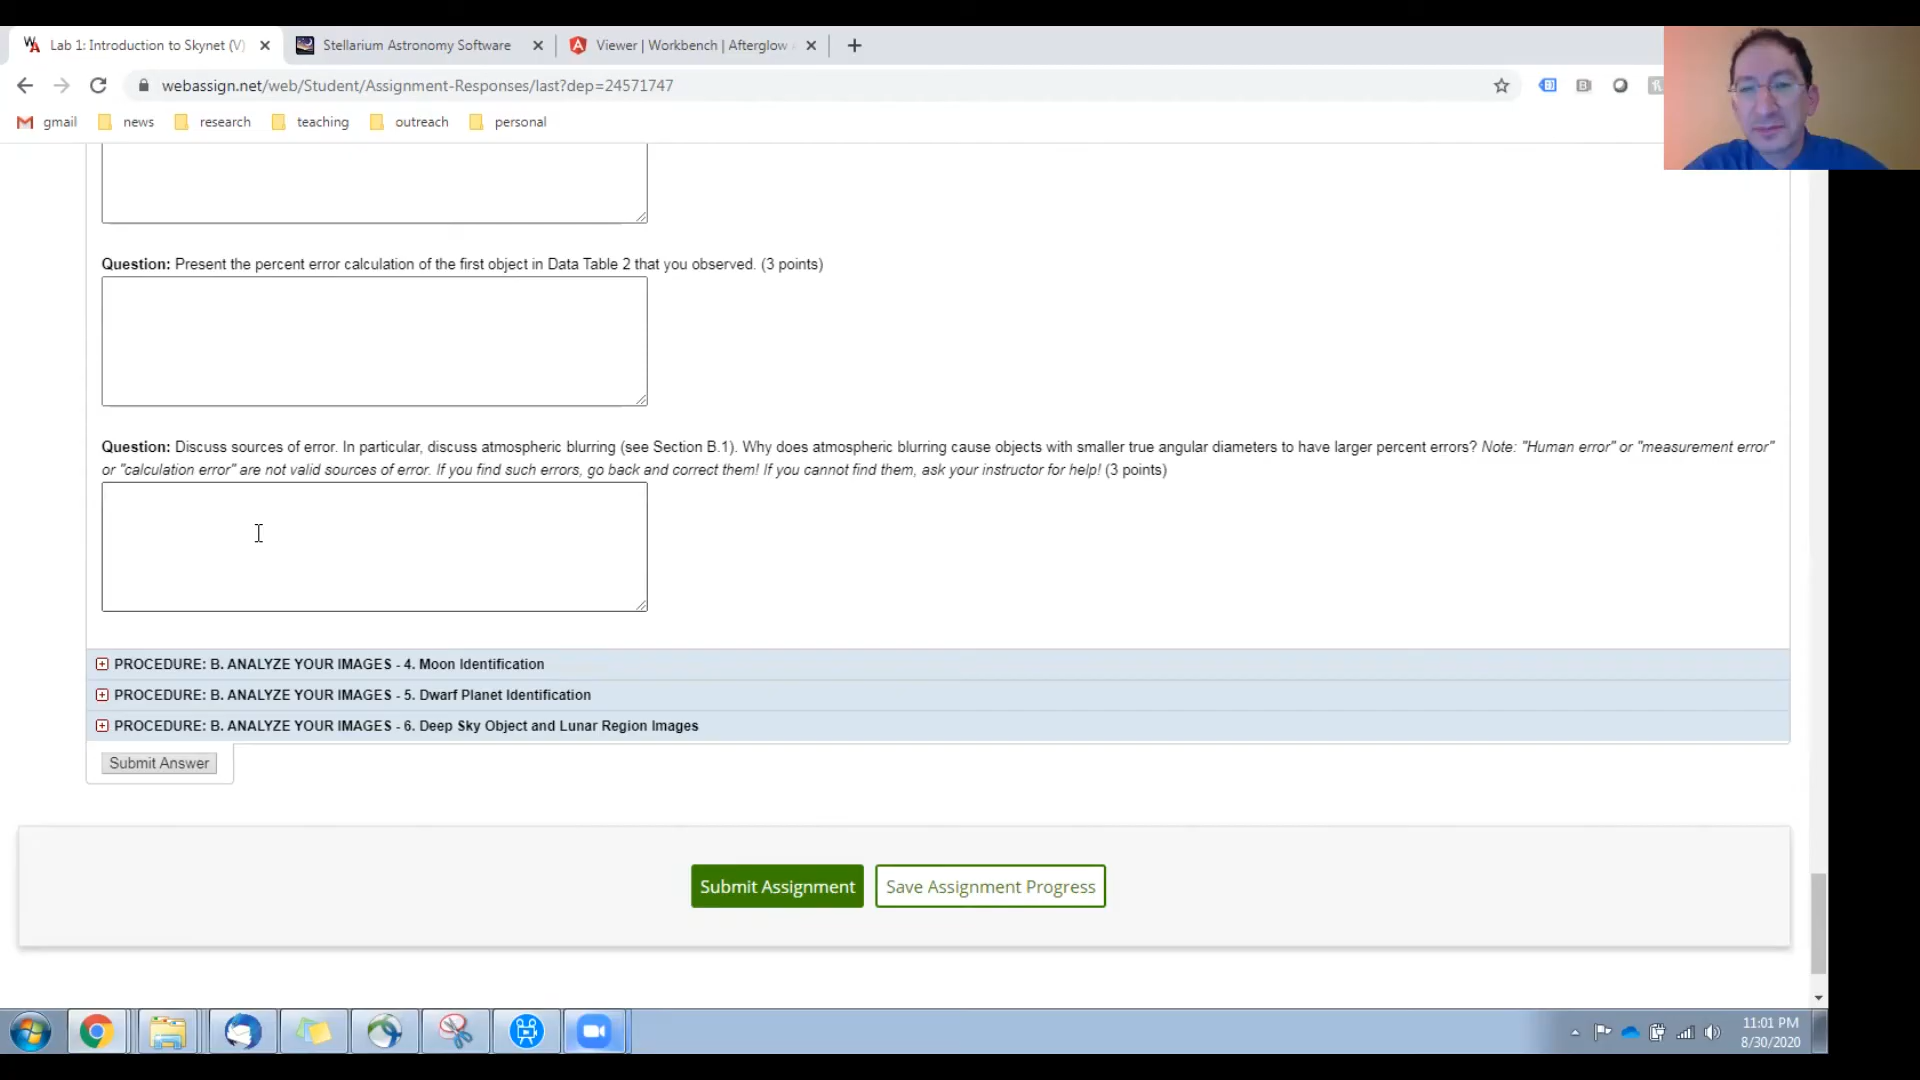 Lab 1: Introduction to Skynet (V)
Stellarium Astronomy Software
Viewer | Workbench | Afterglow
webassign.net/web/Student/Assignment-Responses/last?dep=24571747
gmail
news
research
teaching
outreach
personal
Question: Present the percent error calculation of the first object in Data Table 2 that you observed. (3 points)
Question: Discuss sources of error. In particular, discuss atmospheric blurring (see Section B.1). Why does atmospheric blurring cause objects with smaller true angular diameters to have larger percent errors? Note: "Human error" or "measurement error"
or "calculation error" are not valid sources of error. If you find such errors, go back and correct them! If you cannot find them, ask your instructor for help! (3 points)
PROCEDURE: B. ANALYZE YOUR IMAGES - 4. Moon Identification
PROCEDURE: B. ANALYZE YOUR IMAGES - 5. Dwarf Planet Identification
PROCEDURE: B. ANALYZE YOUR IMAGES - 6. Deep Sky Object and Lunar Region Images
Submit Answer
Submit Assignment
Save Assignment Progress
11:01 PM
8/30/2020